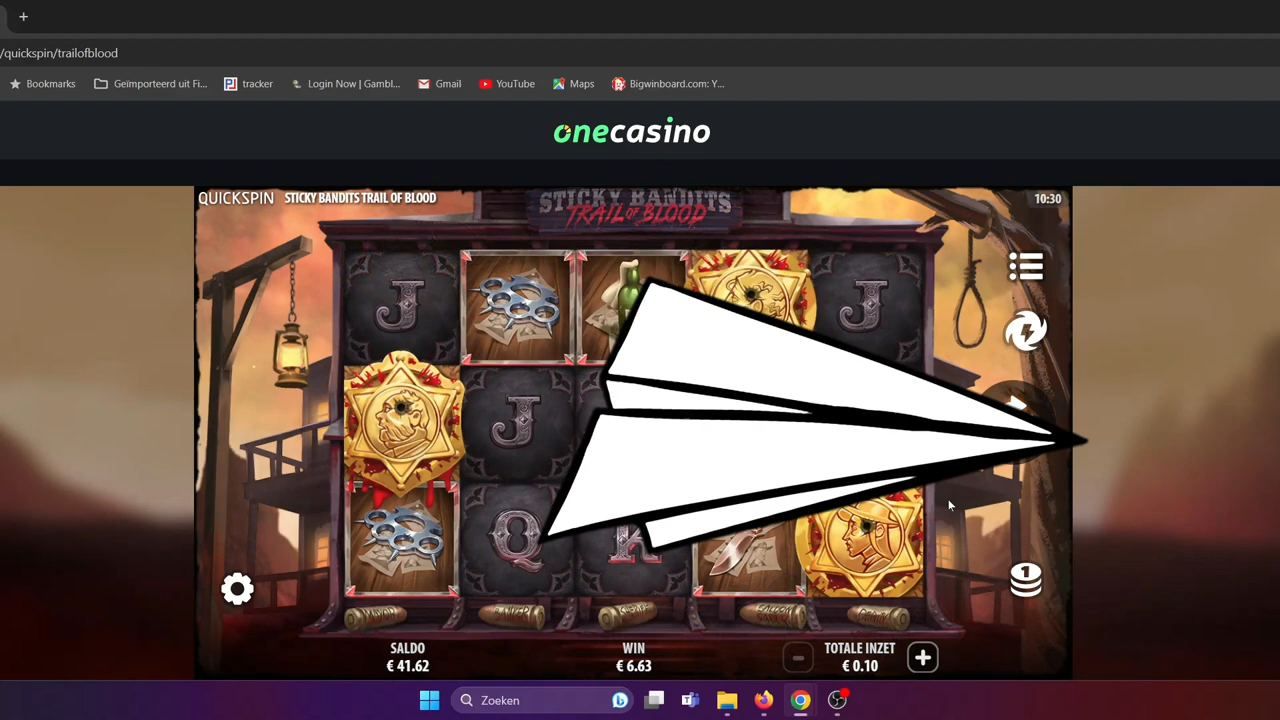 /quickspin/trailofblood
Bookmarks
Geïmporteerd uit Fi...
tracker
Login Now | Gambl...
Gmail
YouTube
Maps
Bigwinboard.com: Y...
onecasino
QUICKSPIN STICKY BANDITS TRAIL OF BLOOD
STICKY BANDITS
TRAIL OF BLOOD
10:30
J
J
J
Q
K
1
SALDO
€ 41.62
WIN
€ 6.63
TOTALE INZET
€ 0.10
Zoeken